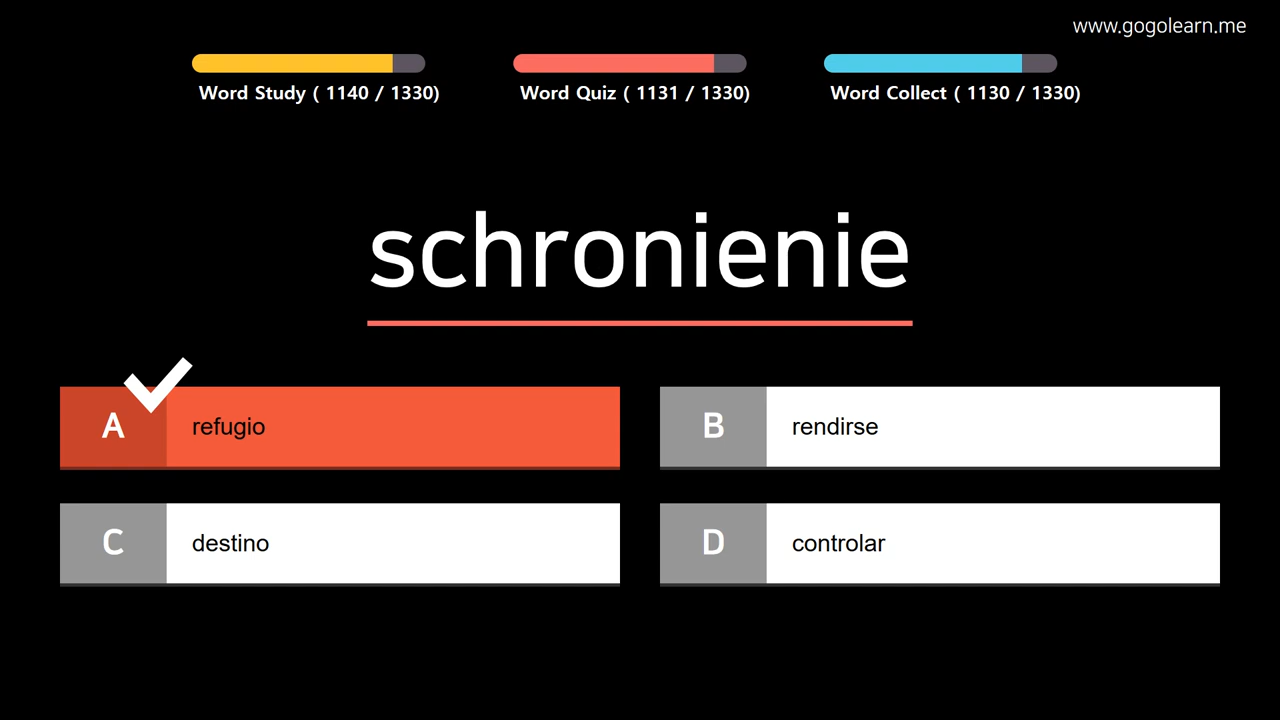 www.gogolearn.me
Word Study ( 1140 / 1330)
Word Quiz ( 1131 / 1330)
Word Collect ( 1130 / 1330)
schronienie
A refugio
B rendirse
C destino
D controlar